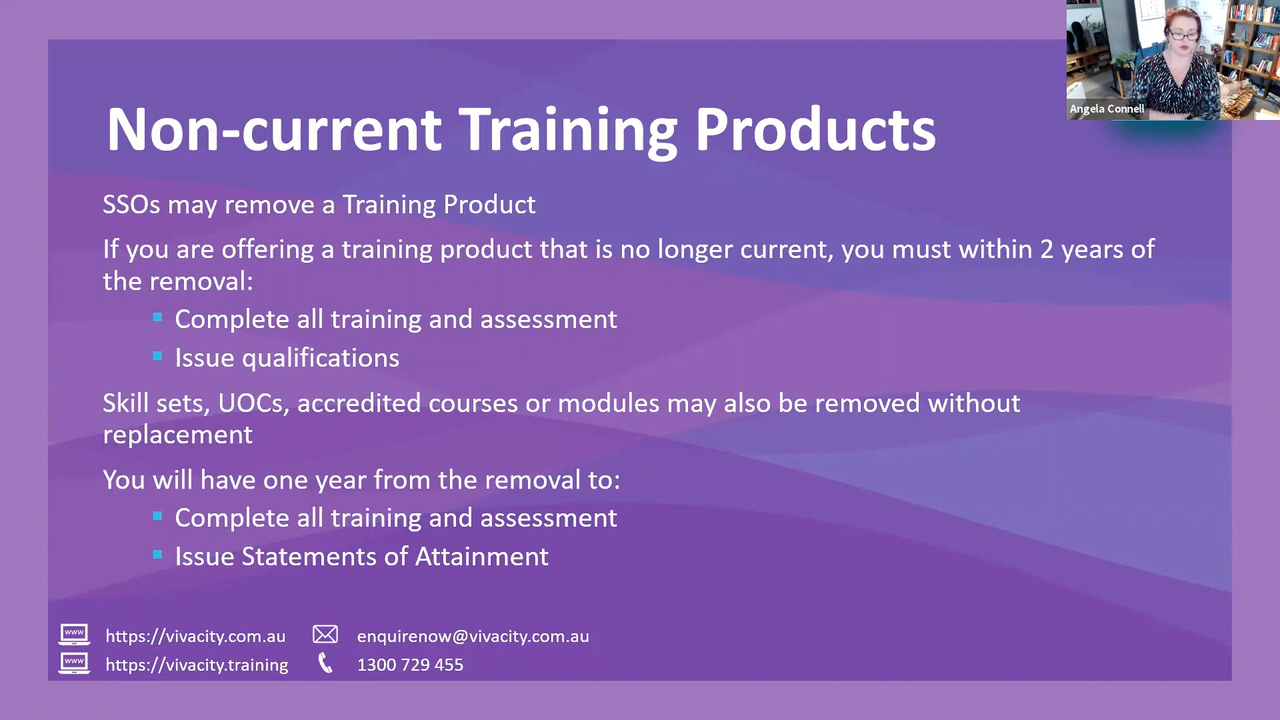 Angela Connell
Non-current Training Products
SSOs may remove a Training Product
If you are offering a training product that is no longer current, you must within 2 years of
the removal:
Complete all training and assessment
Issue qualifications
Skill sets, UOCs, accredited courses or modules may also be removed without
replacement
You will have one year from the removal to:
Complete all training and assessment
Issue Statements of Attainment
www https://vivacity.com.au enquirenow@vivacity.com.au
www https://vivacity.training 1300 729 455